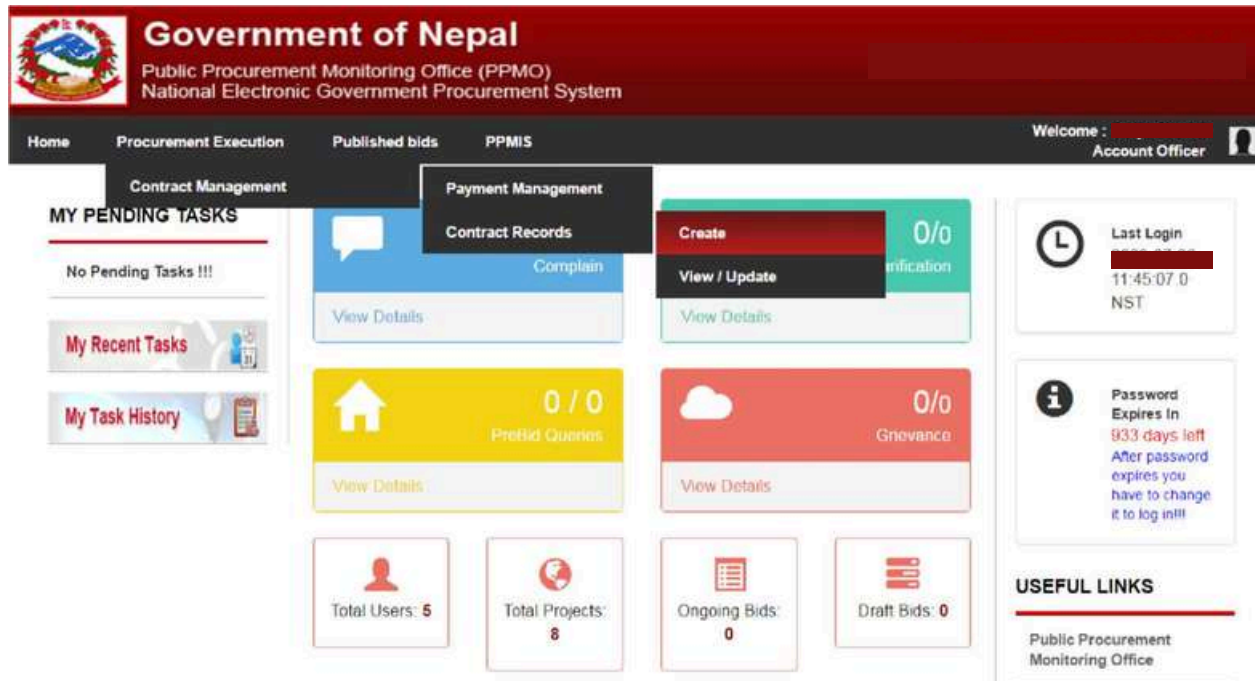 Government of Nepal
Public Procurement Monitoring Office (PPMO)
National Electronic Government Procurement System
Home Procurement Execution Published bids PPMIS
Welcome :
Account Officer
Contract Management
Payment Management
Contract Records
Create
View / Update
MY PENDING TASKS
No Pending Tasks !!!
My Recent Tasks
My Task History
Complain
View Details
0/0
View Details
0 / 0
PreBid Queries
View Details
0/0
Grievance
View Details
Total Users: 5
Total Projects:
8
Ongoing Bids:
0
Draft Bids: 0
Last Login
11:45:07.0
NST
Password
Expires In
933 days left
After password
expires you
have to change
it to log in!!!
USEFUL LINKS
Public Procurement
Monitoring Office